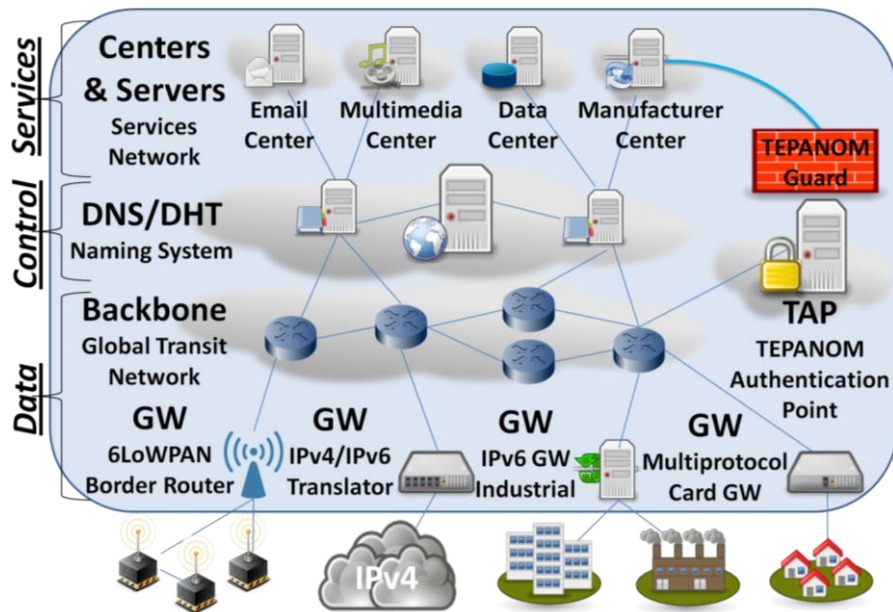 Services
Control
Data
Centers
& Servers
Services
Network
Email
Center
Multimedia
Center
Data
Center
Manufacturer
Center
TEPANOM
Guard
DNS/DHT
Naming System
TAP
TEPANOM
Authentication
Point
Backbone
Global Transit
Network
GW
6LoWPAN
Border Router
GW
IPv4/IPv6
Translator
GW
IPv6 GW
Industrial
GW
Multiprotocol
Card GW
IPv4